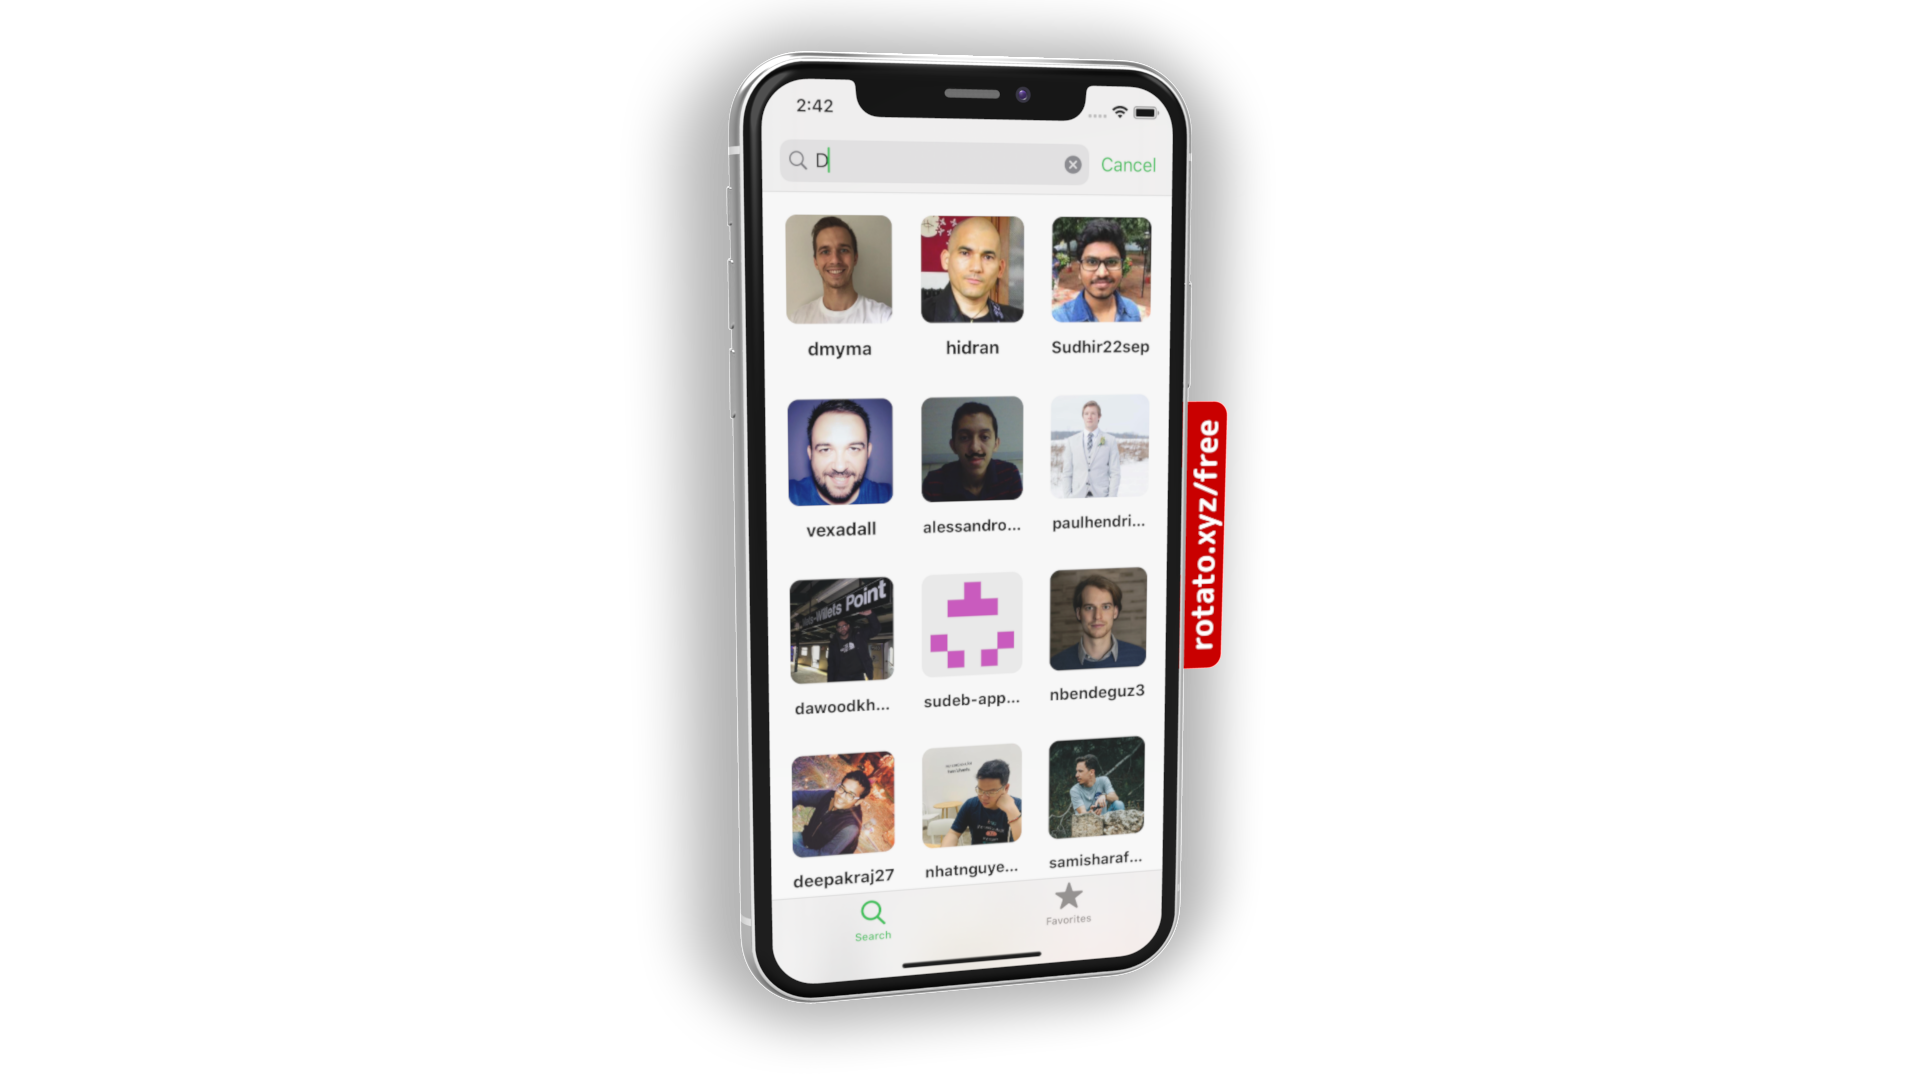 2:42
D
Cancel
dmyma
hidran
Sudhir22sep
vexadall
alessandro...
paulhendri...
Willets Point
dawoodkh...
sudeb-app...
nbendeguz3
deepakraj27
nhatnguye...
samisharaf...
Search
Favorites
rotato.xyz/free